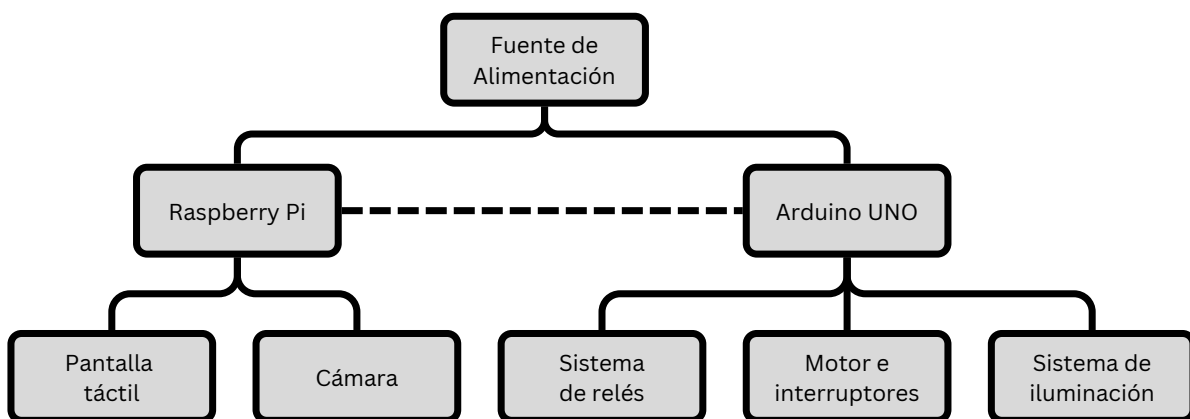 Fuente de
Alimentación
Raspberry Pi
Arduino UNO
Pantalla
táctil
Cámara
Sistema
de relés
Motor e
interruptores
Sistema de
iluminación